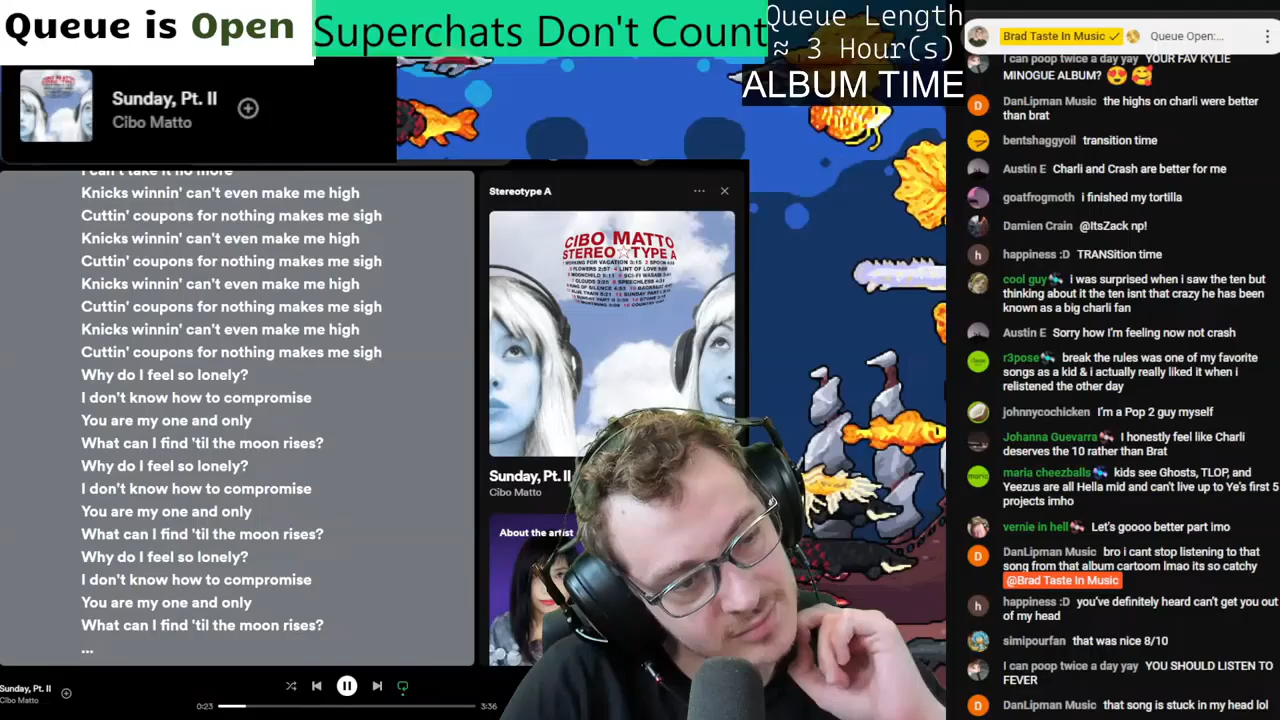 Queue is Open
Superchats Don't Count
Queue Length
≈ 3 Hour(s)
ALBUM TIME
Sunday, Pt. II
Cibo Matto
I can't take it no more
Knicks winnin' can't even make me high
Cuttin' coupons for nothing makes me sigh
Knicks winnin' can't even make me high
Cuttin' coupons for nothing makes me sigh
Knicks winnin' can't even make me high
Cuttin' coupons for nothing makes me sigh
Knicks winnin' can't even make me high
Cuttin' coupons for nothing makes me sigh
Why do I feel so lonely?
I don't know how to compromise
You are my one and only
What can I find 'til the moon rises?
Why do I feel so lonely?
I don't know how to compromise
You are my one and only
What can I find 'til the moon rises?
Why do I feel so lonely?
I don't know how to compromise
You are my one and only
What can I find 'til the moon rises?
...
Stereotype A
CIBO MATTO
STEREO☆TYPE A
Sunday, Pt. II
Cibo Matto
About the artist
Sunday, Pt. II
Cibo Matto
0:23
3:36
Brad Taste In Music Queue Open:...
I can poop twice a day yay YOUR FAV KYLIE
MINOGUE ALBUM? 😍🥰
D DanLipman Music the highs on charli were better
than brat
bentshaggyoil transition time
Austin E Charli and Crash are better for me
goatfrogmoth i finished my tortilla
Damien Crain @ItsZack np!
h happiness :D TRANSition time
cool guy i was surprised when i saw the ten but
thinking about it the ten isnt that crazy he has been
known as a big charli fan
Austin E Sorry how I'm feeling now not crash
r3pose break the rules was one of my favorite
songs as a kid & i actually really liked it when i
relistened the other day
johnnycochicken I'm a Pop 2 guy myself
Johanna Guevarra I honestly feel like Charli
deserves the 10 rather than Brat
maria cheezballs kids see Ghosts, TLOP, and
Yeezus are all Hella mid and can't live up to Ye's first 5
projects imho
vernie in hell Let's goooo better part imo
D DanLipman Music bro i cant stop listening to that
song from that album cartoom lmao its so catchy
@Brad Taste In Music
h happiness :D you've definitely heard can't get you out
of my head
simipourfan that was nice 8/10
I can poop twice a day yay YOU SHOULD LISTEN TO
FEVER
D DanLipman Music that song is stuck in my head lol